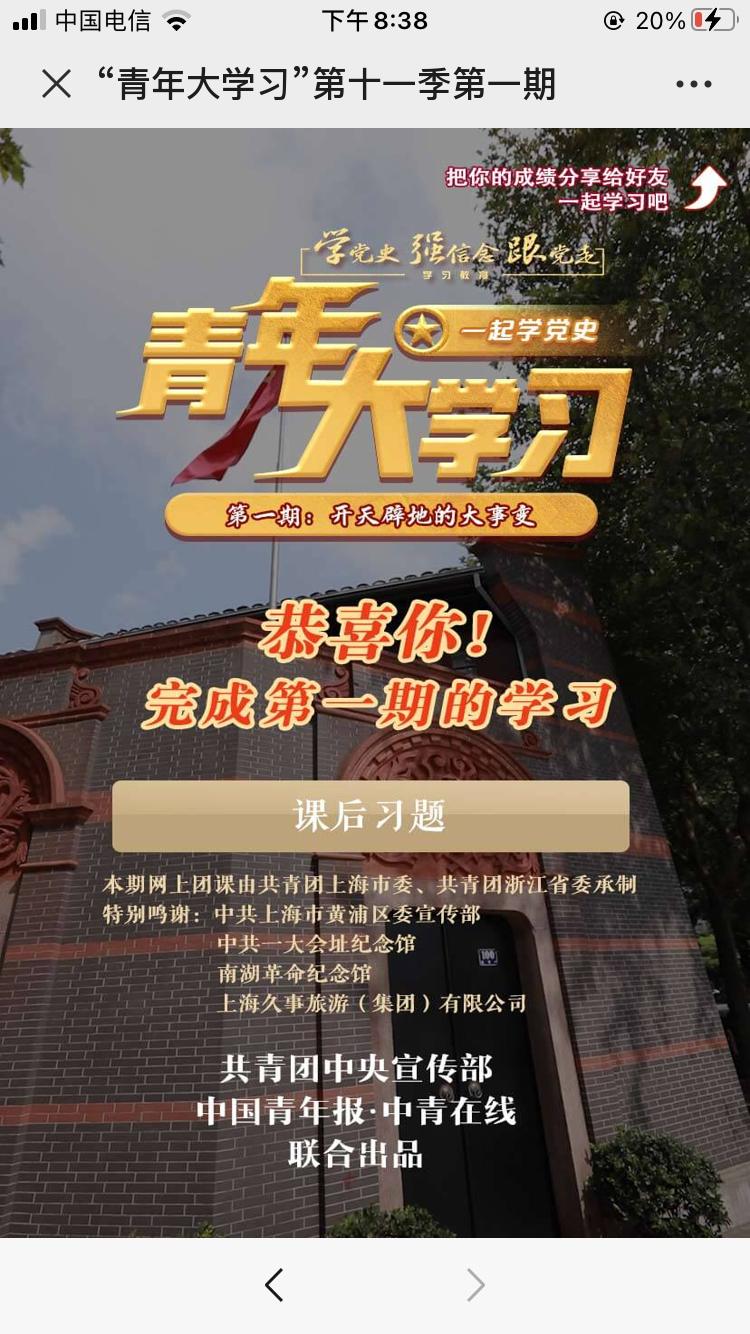 中国电信
下午8:38
20%
“青年大学习”第十一季第一期
把你的成绩分享给好友
一起学习吧
学党史 强信念 跟党走
学习教育
青年大学习
一起学党史
第一期：开天辟地的大事变
恭喜你！
完成第一期的学习
课后习题
本期网上团课由共青团上海市委、共青团浙江省委承制
特别鸣谢：中共上海市黄浦区委宣传部
中共一大会址纪念馆
南湖革命纪念馆
上海久事旅游（集团）有限公司
100
共青团中央宣传部
中国青年报·中青在线
联合出品